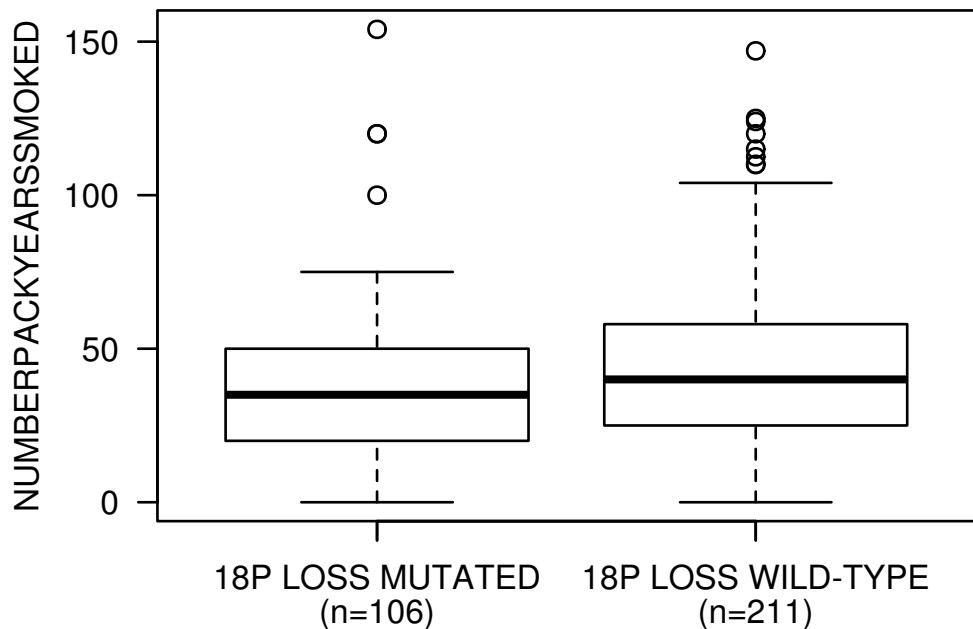 NUMBERPACKYEARSSMOKED
150
100
50
0
18P LOSS MUTATED
(n=106)
18P LOSS WILD-TYPE
(n=211)